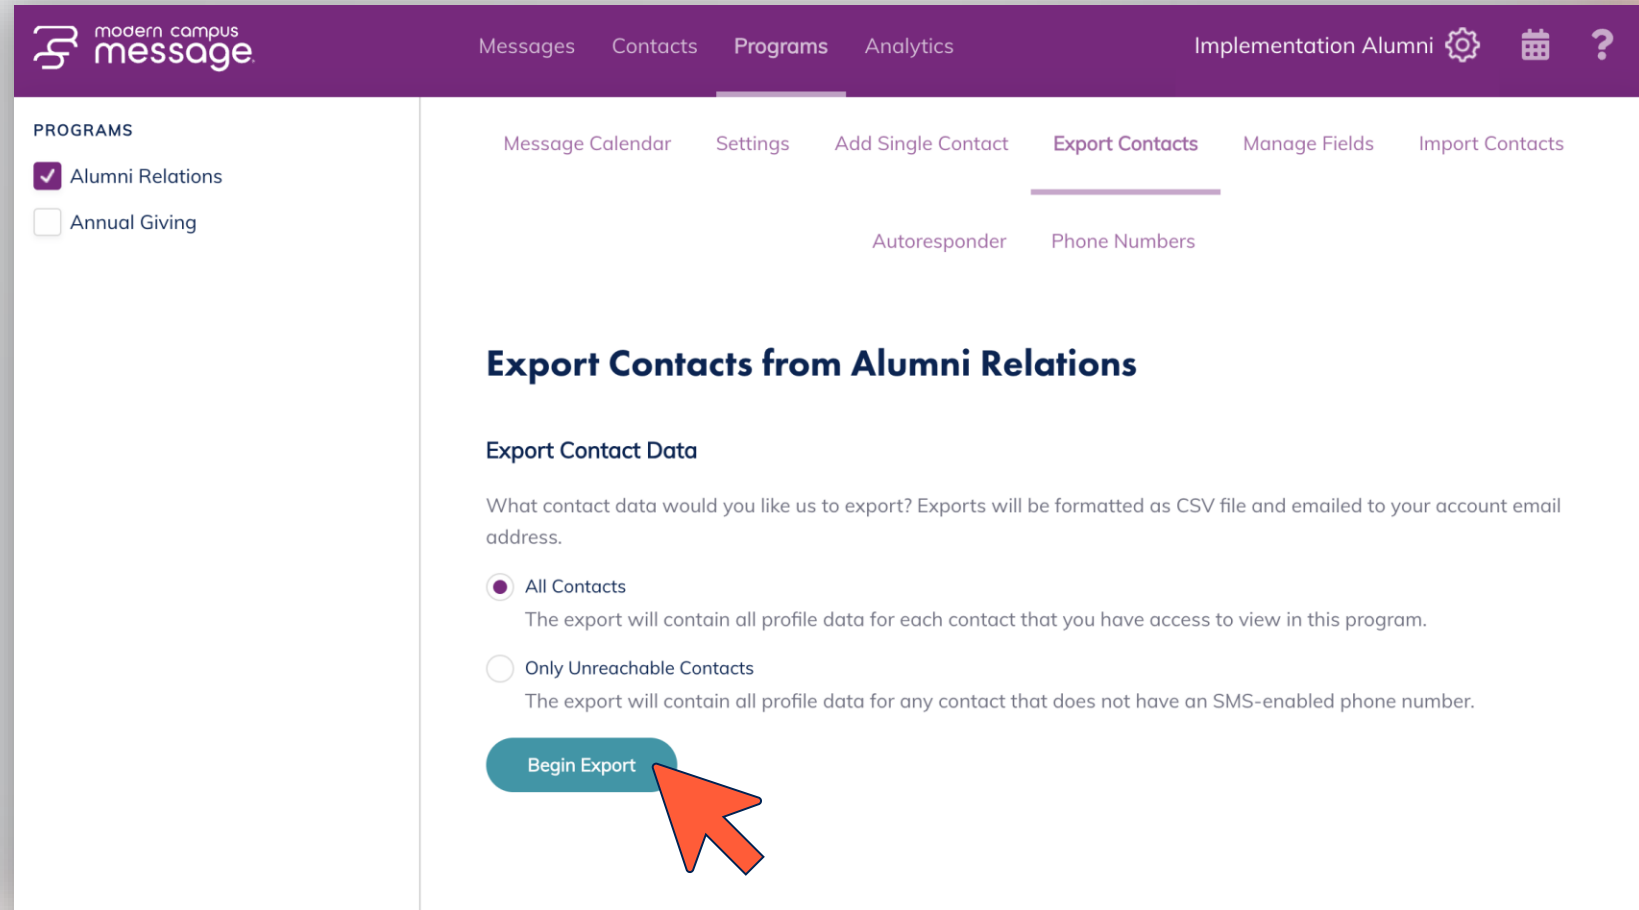 modern campus
message.
Messages Contacts Programs Analytics
Implementation Alumni
?
PROGRAMS
Alumni Relations
Annual Giving
Message Calendar Settings Add Single Contact Export Contacts Manage Fields Import Contacts
Autoresponder Phone Numbers
Export Contacts from Alumni Relations
Export Contact Data
What contact data would you like us to export? Exports will be formatted as CSV file and emailed to your account email
address.
All Contacts
The export will contain all profile data for each contact that you have access to view in this program.
Only Unreachable Contacts
The export will contain all profile data for any contact that does not have an SMS-enabled phone number.
Begin Export